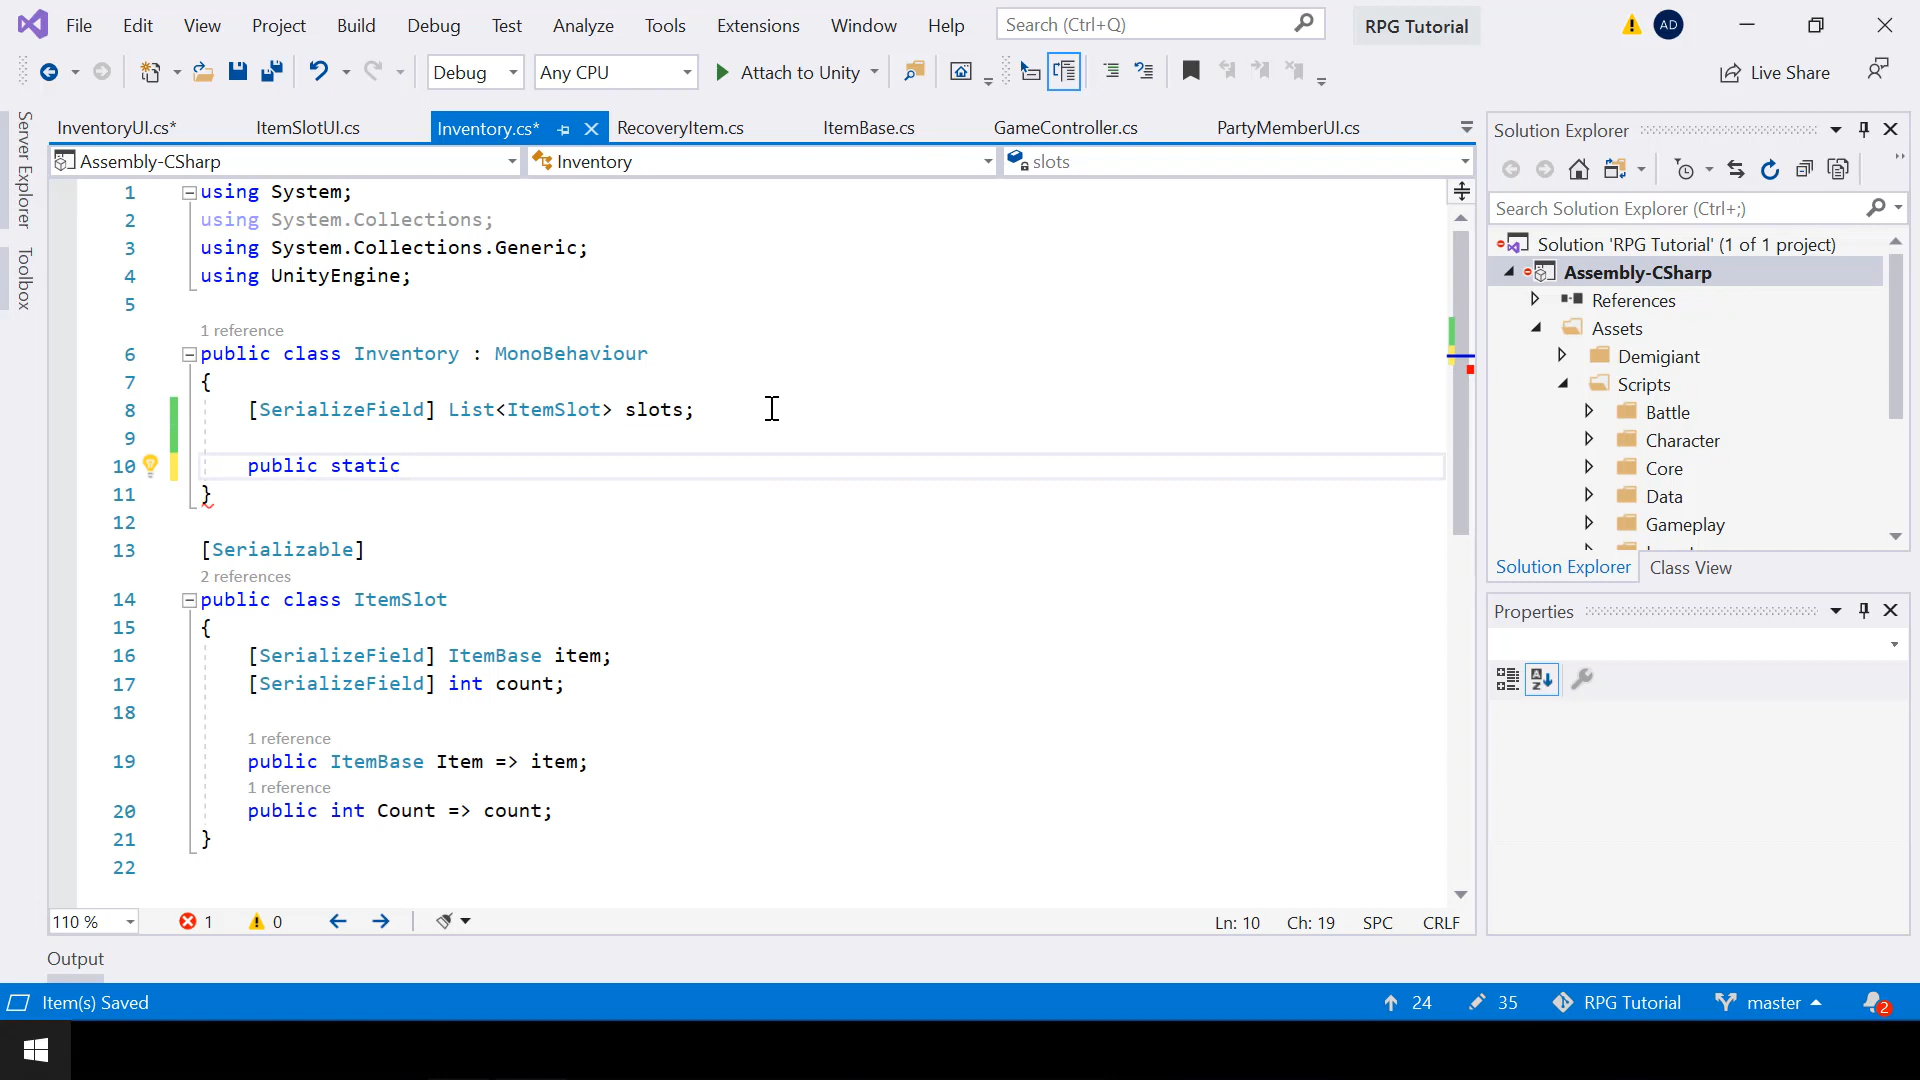 File Edit View Project Build Debug Test Analyze Tools Extensions Window Help Search (Ctrl+Q) RPG Tutorial AD
Debug Any CPU Attach to Unity Live Share
Server Explorer
Toolbox
InventoryUI.cs* ItemSlotUI.cs Inventory.cs* RecoveryItem.cs ItemBase.cs GameController.cs PartyMemberUI.cs
Assembly-CSharp Inventory slots
1 using System;
2 using System.Collections;
3 using System.Collections.Generic;
4 using UnityEngine;
5
1 reference
6 public class Inventory : MonoBehaviour
7 {
8 [SerializeField] List<ItemSlot> slots;
9
10 public static
11 }
12
13 [Serializable]
2 references
14 public class ItemSlot
15 {
16 [SerializeField] ItemBase item;
17 [SerializeField] int count;
18
1 reference
19 public ItemBase Item => item;
1 reference
20 public int Count => count;
21 }
22
110 % 1 0 Ln: 10 Ch: 19 SPC CRLF
Output
Solution Explorer
Search Solution Explorer (Ctrl+;)
Solution 'RPG Tutorial' (1 of 1 project)
Assembly-CSharp
References
Assets
Demigiant
Scripts
Battle
Character
Core
Data
Gameplay
Solution Explorer Class View
Properties
Item(s) Saved 24 35 RPG Tutorial master 2